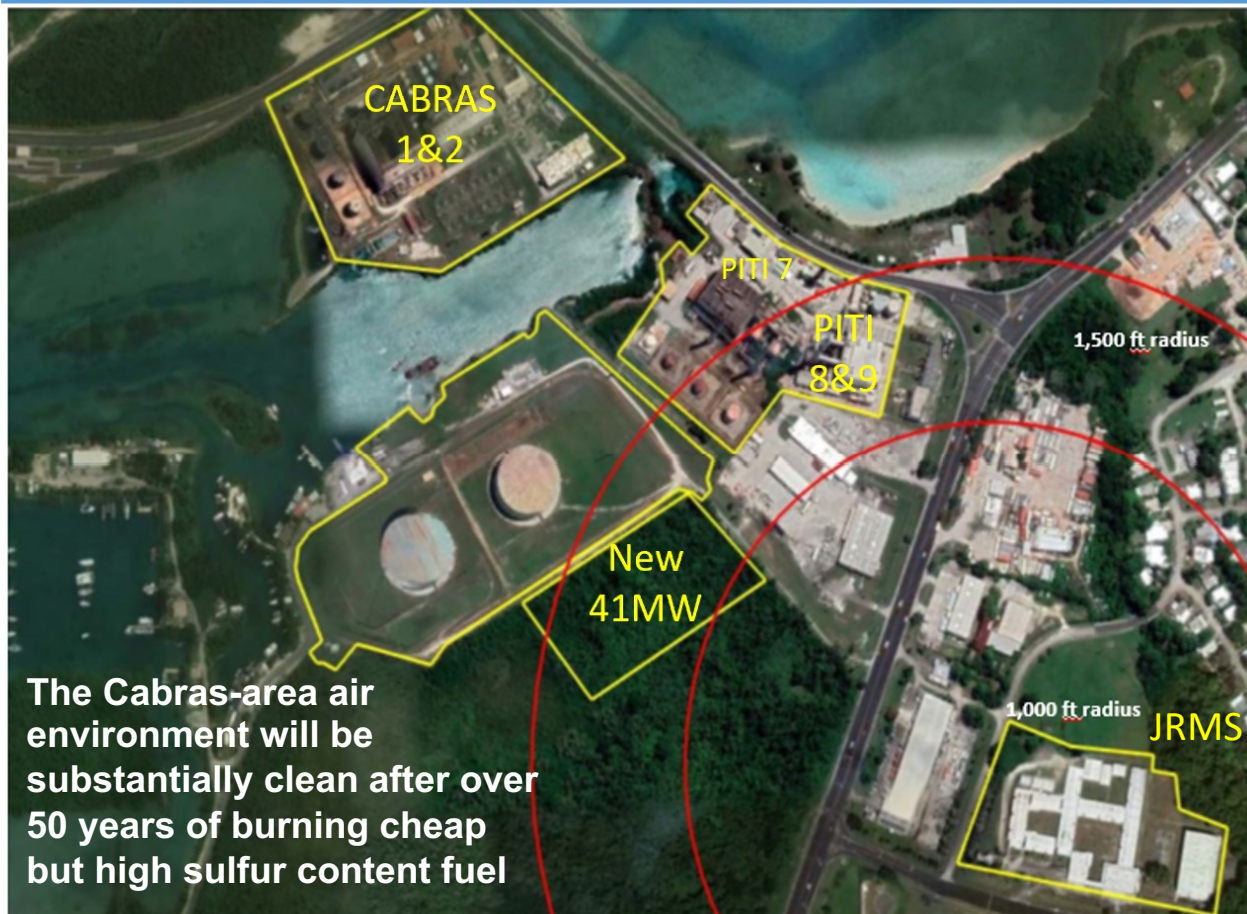 CABRAS
1&2
PITI 7
PITI
8&9
1,500 ft radius
New
41MW
1,000 ft radius
JRMS
The Cabras-area air
environment will be
substantially clean after over
50 years of burning cheap
but high sulfur content fuel